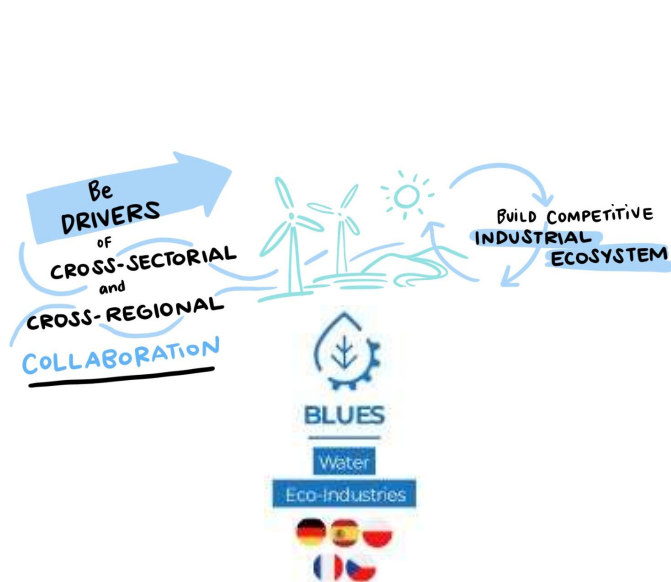 Be
DRIVERS
OF
CROSS-SECTORIAL
and
CROSS-REGIONAL
COLLABORATION
BUILD COMPETITIVE
INDUSTRIAL
ECOSYSTEM
BLUES
Water
Eco-Industries